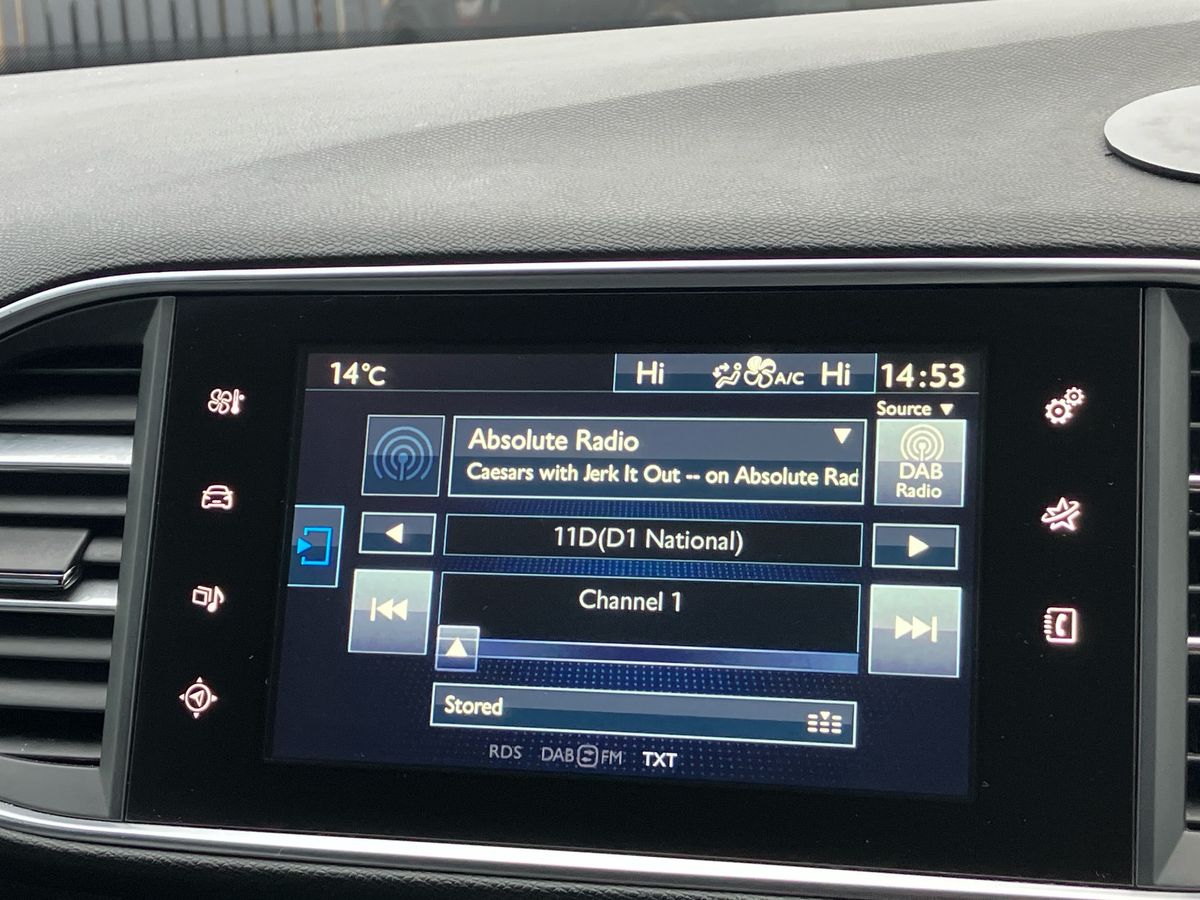 14°C
Hi A/C Hi 14:53
Source
Absolute Radio
Caesars with Jerk It Out -- on Absolute Rad
DAB
Radio
11D(D1 National)
Channel 1
Stored
RDS DAB FM TXT